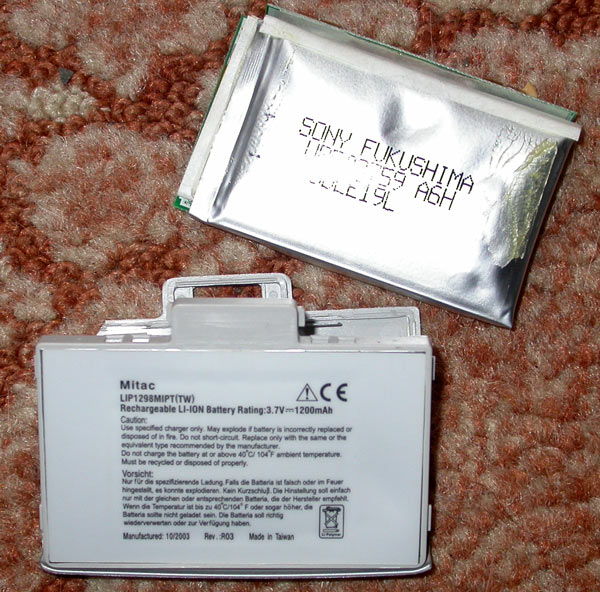 SONY FUKUSHIMA
A6H
Mitac
LIP1298MIPT(TW)
Rechargeable LI-ION Battery Rating:3.7V⎓1200mAh
CE
Caution:
Use specified charger only. May explode if battery is incorrectly replaced or
disposed of in fire. Do not short-circuit. Replace only with the same or the
equivalent type recommended by the manufacturer.
Do not charge the battery at or above 40°C/ 104°F ambient temperature.
Must be recycled or disposed of properly.
Vorsicht:
Nur für die spezifizierende Ladung. Falls die Batterie ist falsch oder im Feuer
hingestellt, es konnte explodieren. Kein Kurzschluβ. Die Hinstellung soll einfach
nur mit der gleichen oder entsprechenden Batterie, die der Hersteller empfehlt.
Wenn die Temperatur ist bis zu 40°C/104° F oder sogar höher, die
Batterie sollte nicht geladet sein. Die Batterie soll richtig
wiederverwerten oder zur Verfügung haben.
Manufactured: 10/2003 Rev .:R03 Made in Taiwan
Li Polymer